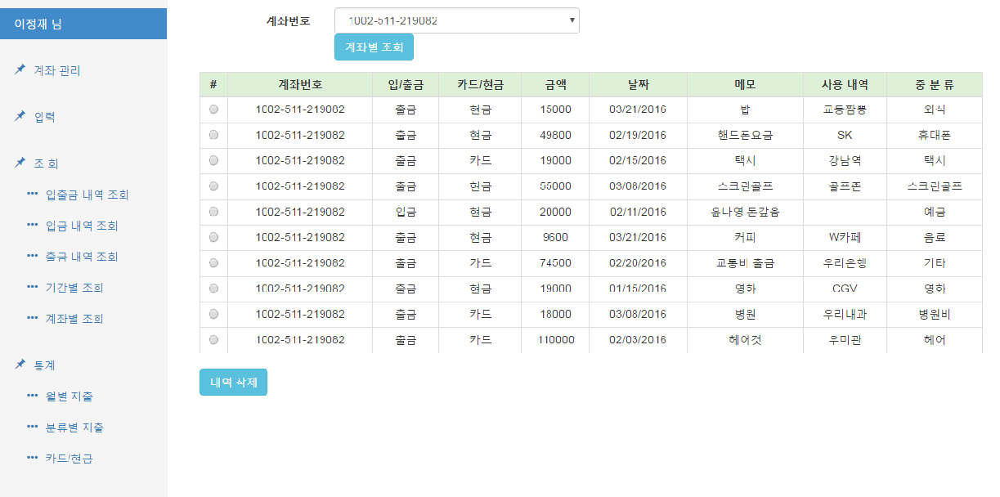 이정재 님
계좌 관리
입력
조 회
입출금 내역 조회
입금 내역 조회
출금 내역 조회
기간별 조회
계좌별 조회
통계
월별 지출
분류별 지출
카드/현금
계좌번호 1002-511-219082
계좌별 조회
# 계좌번호 입/출금 카드/현금 금액 날짜 메모 사용 내역 중 분 류
1002-511-219082 출금 현금 15000 03/21/2016 밥 교동짬뽕 외식
1002-511-219082 출금 현금 49800 02/19/2016 핸드폰요금 SK 휴대폰
1002-511-219082 출금 카드 19000 02/15/2016 택시 강남역 택시
1002-511-219082 출금 현금 55000 03/08/2016 스크린골프 골프존 스크린골프
1002-511-219082 입금 현금 20000 02/11/2016 윤나영 돈갚음 예금
1002-511-219082 출금 현금 9600 03/21/2016 커피 W카페 음료
1002-511-219082 출금 카드 74500 02/20/2016 교통비 출금 우리은행 기타
1002-511-219082 출금 현금 19000 01/15/2016 영화 CGV 영화
1002-511-219082 출금 카드 18000 03/08/2016 병원 우리내과 병원비
1002-511-219082 출금 카드 110000 02/03/2016 헤어컷 우미관 헤어
내역 삭제